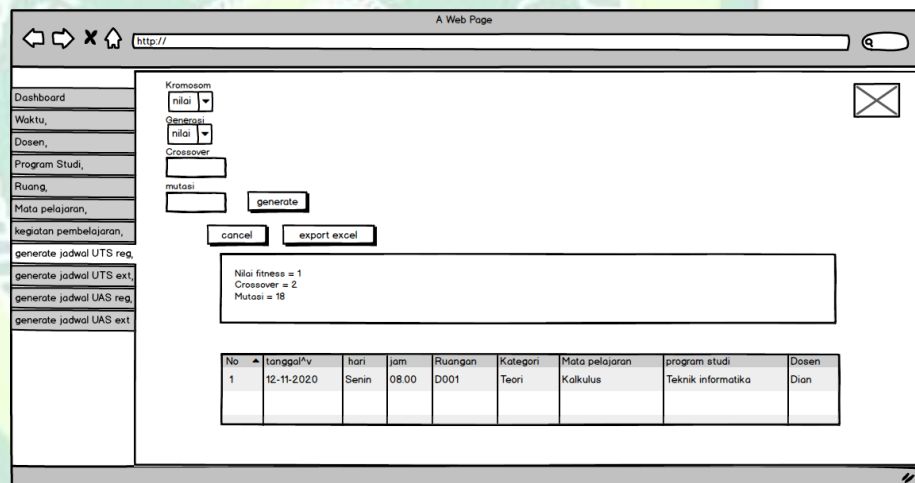 A Web Page
http://
Dashboard
Waktu,
Dosen,
Program Studi,
Ruang,
Mata pelajaran,
kegiatan pembelajaran,
generate jadwal UTS reg,
generate jadwal UTS ext,
generate jadwal UAS reg,
generate jadwal UAS ext
Kromosom
nilai
Generasi
nilai
Crossover
mutasi
generate
cancel export excel
Nilai fitness = 1
Crossover = 2
Mutasi = 18
No tanggal^v hari jam Ruangan Kategori Mata pelajaran program studi Dosen
1 12-11-2020 Senin 08.00 D001 Teori Kalkulus Teknik informatika Dian